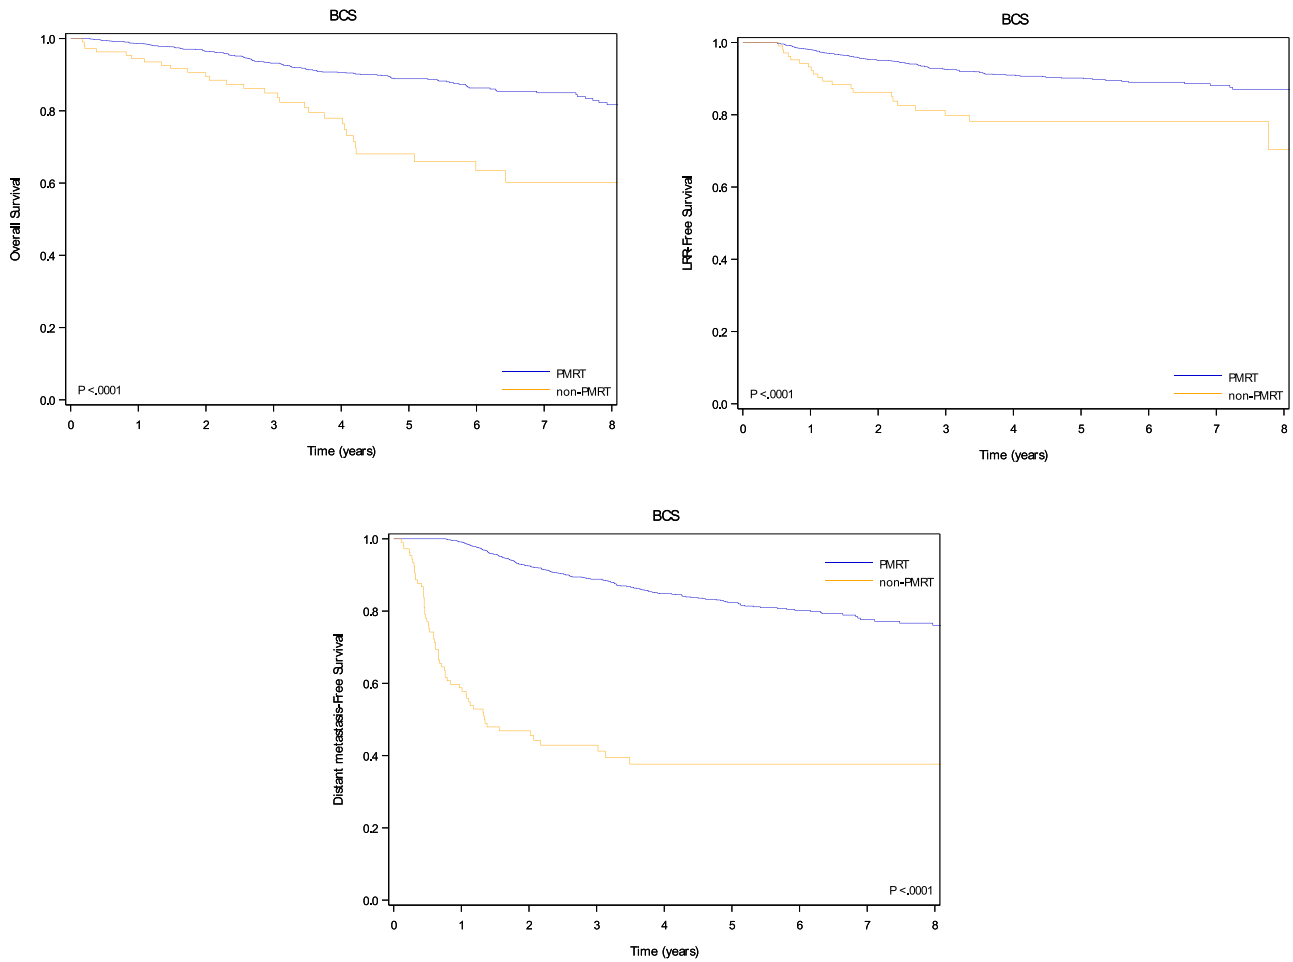 BCS
1.0
0.8
0.6
0.4
0.2
0.0
Overall Survival
P <.0001
PMRT
non-PMRT
0 1 2 3 4 5 6 7 8
Time (years)
BCS
1.0
0.8
0.6
0.4
0.2
0.0
LRR-Free Survival
P <.0001
PMRT
non-PMRT
0 1 2 3 4 5 6 7 8
Time (years)
BCS
1.0
0.8
0.6
0.4
0.2
0.0
Distant metastasis-Free Survival
PMRT
non-PMRT
P <.0001
0 1 2 3 4 5 6 7 8
Time (years)